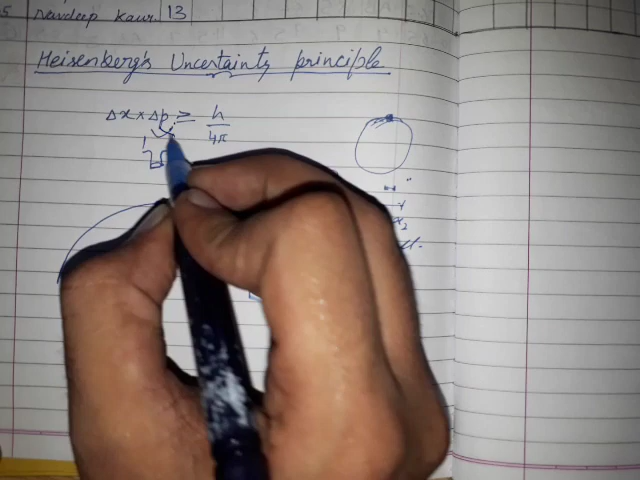 Navdeep Kaur 13
Heisenberg's Uncertainty principle
Δx × Δp ≥ h
4π